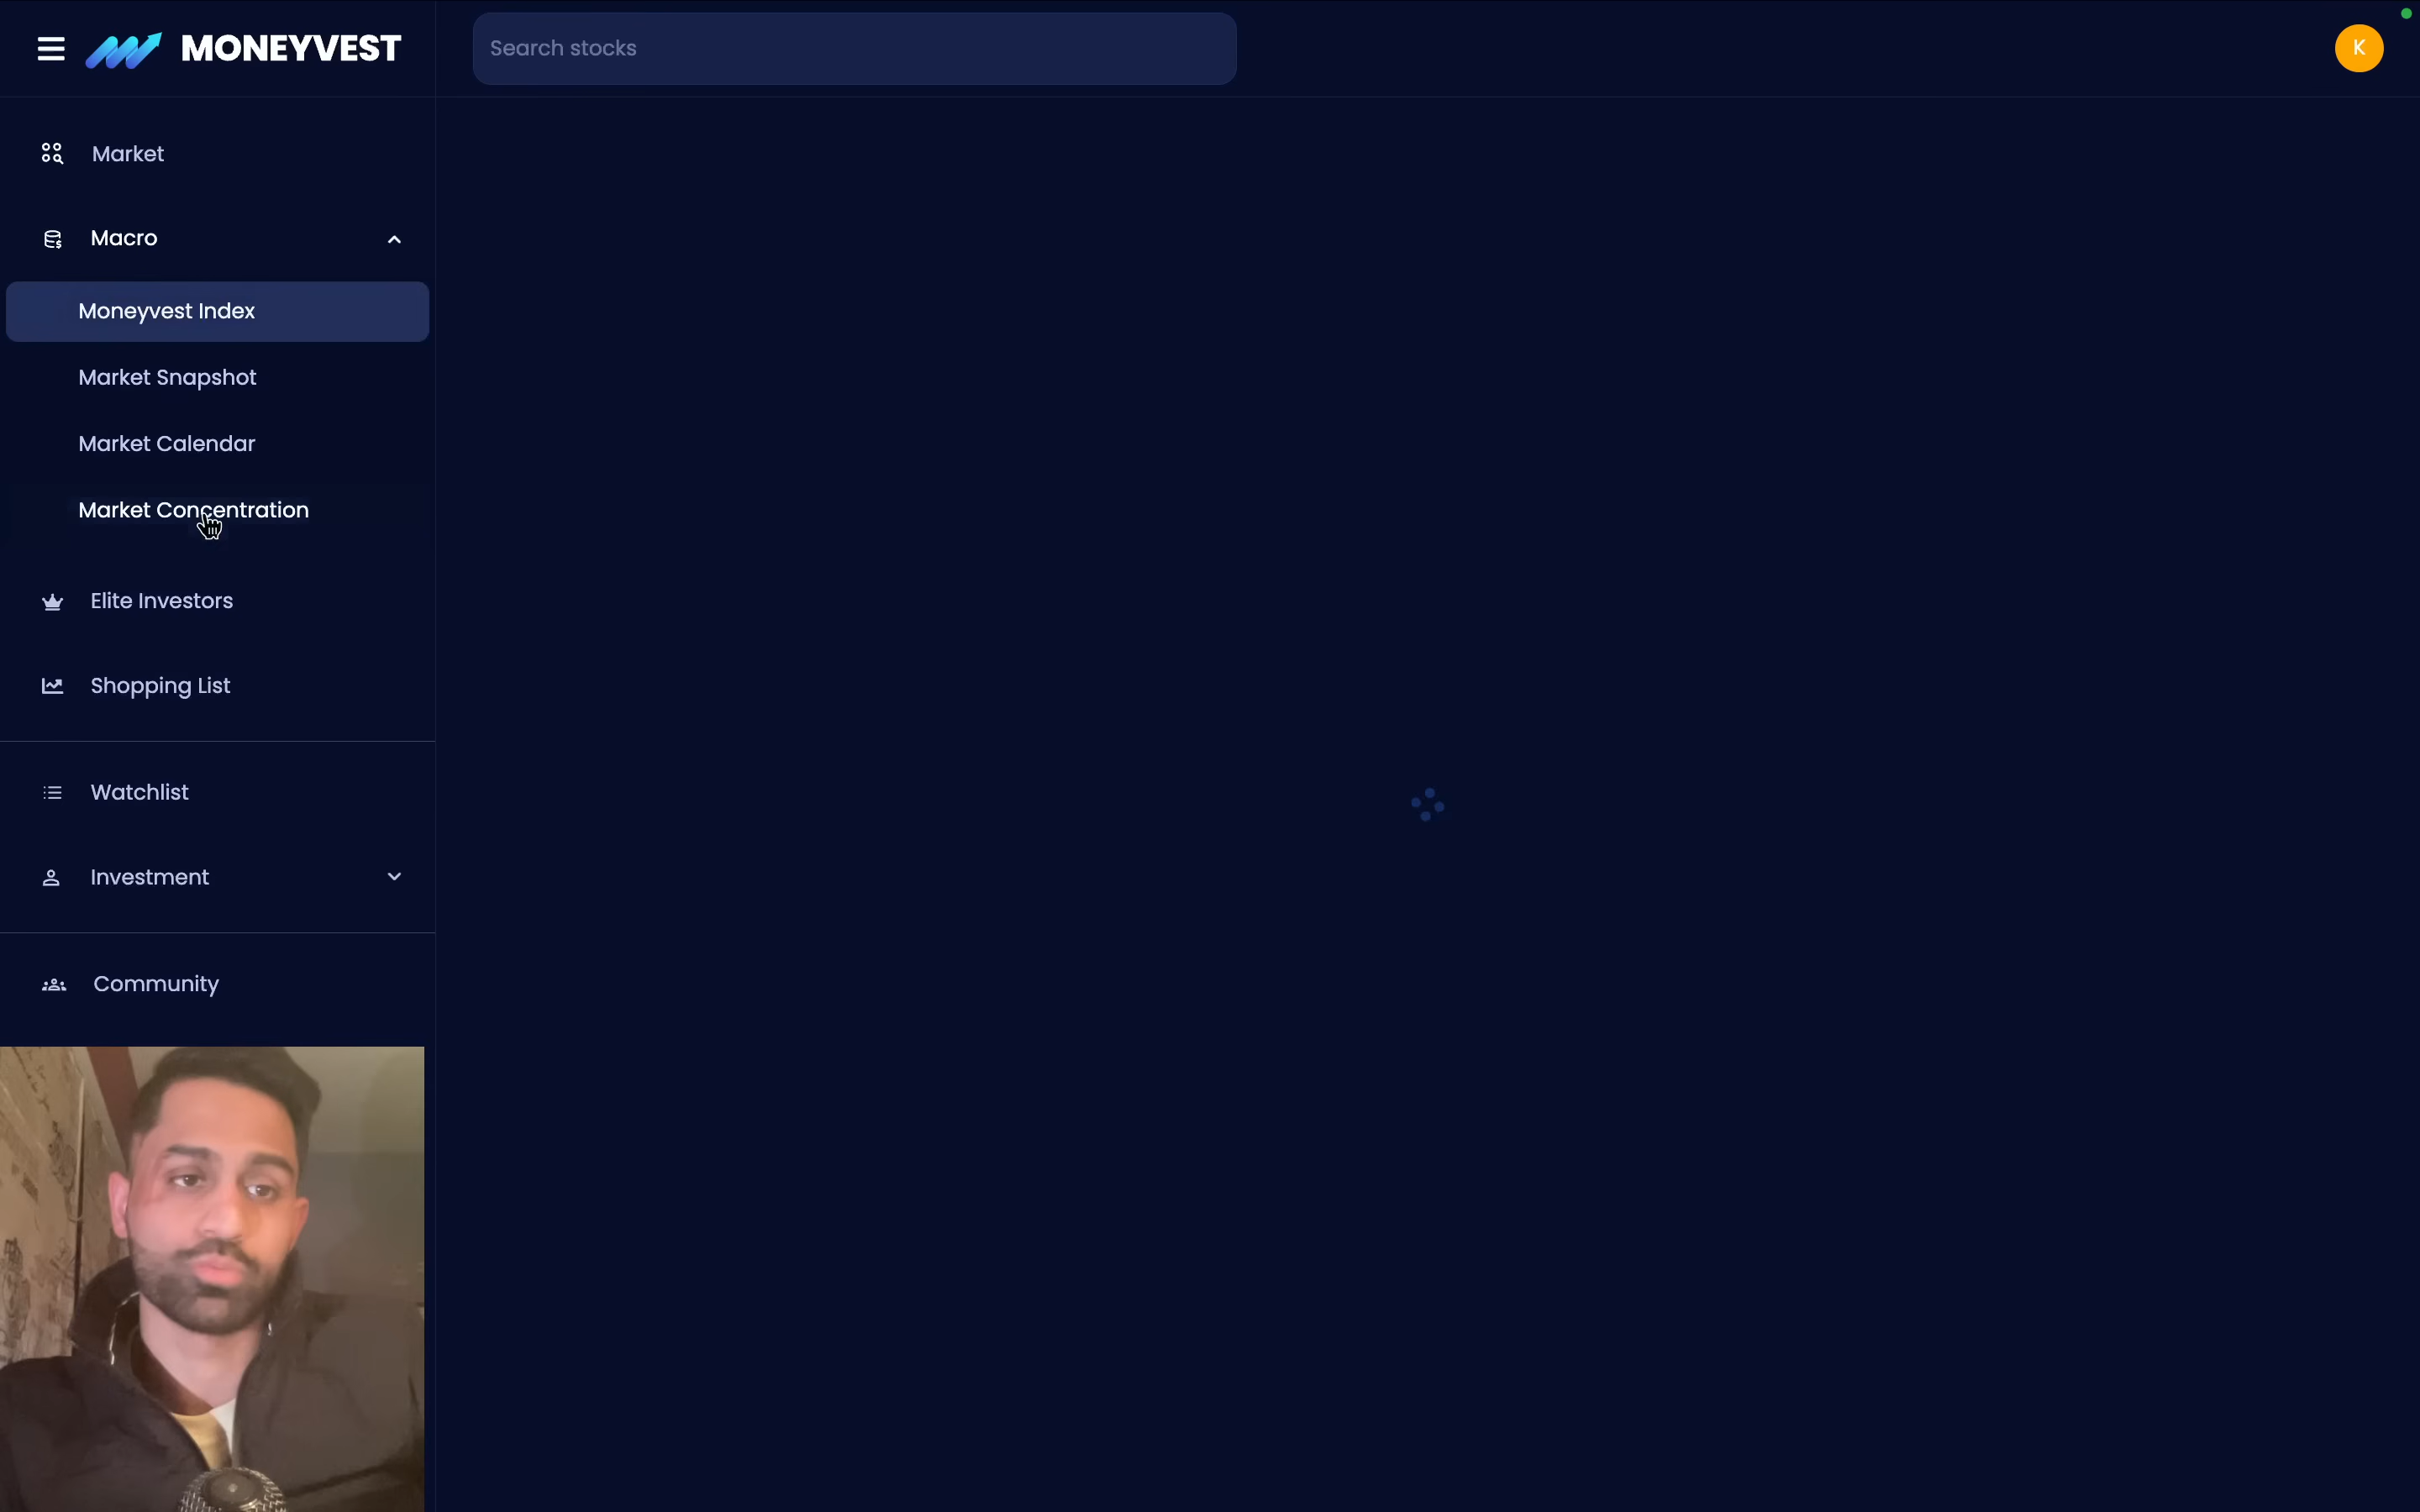 MONEYVEST
Search stocks
K
Market
Macro
Moneyvest Index
Market Snapshot
Market Calendar
Market Concentration
Elite Investors
Shopping List
Watchlist
Investment
Community